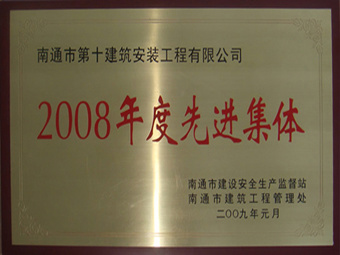 南通市第十建筑安装工程有限公司
2008年度先进集体
南通市建设安全生产监督站
南通市建筑工程管理处
二00九年元月